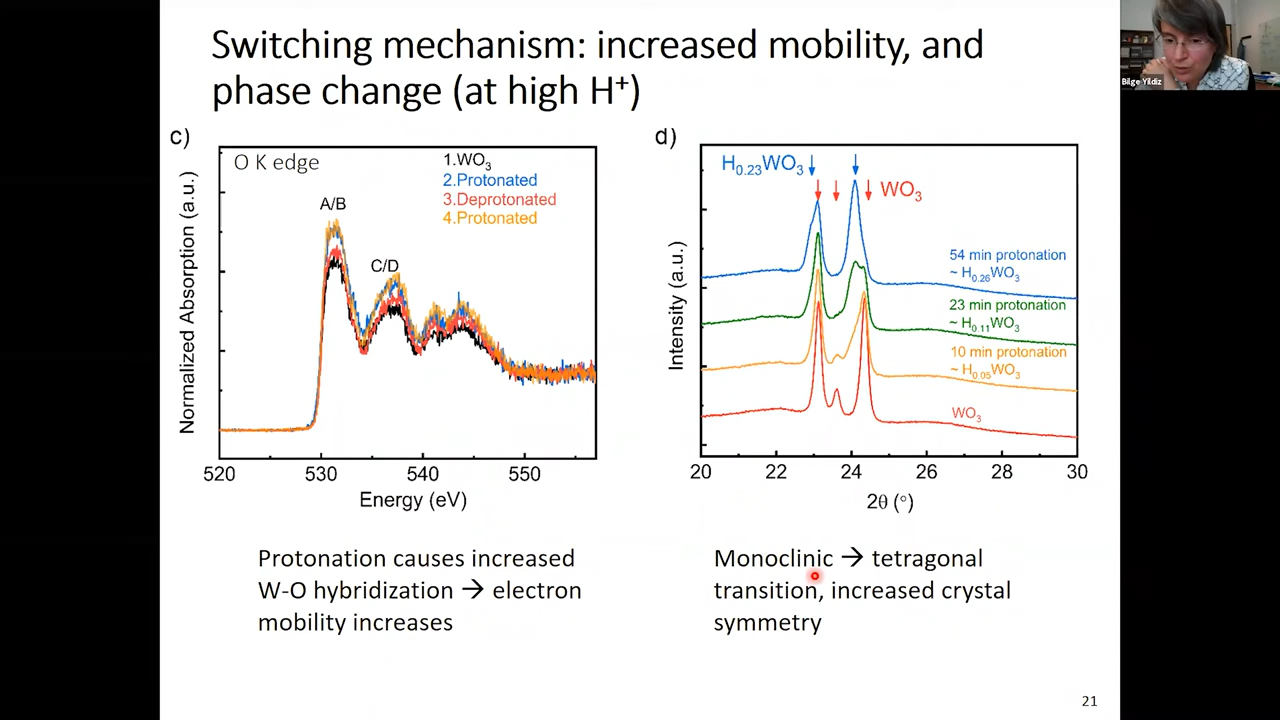 Switching mechanism: increased mobility, and
phase change (at high H⁺)
Bilge Yildiz
c)
O K edge
1.WO₃
2.Protonated
3.Deprotonated
4.Protonated
A/B
C/D
Normalized Absorption (a.u.)
520 530 540 550
Energy (eV)
d)
H₀.₂₃WO₃
WO₃
54 min protonation
~ H₀.₂₆WO₃
23 min protonation
~ H₀.₁₁WO₃
10 min protonation
~ H₀.₀₅WO₃
WO₃
Intensity (a.u.)
20 22 24 26 28 30
2θ (°)
Protonation causes increased
W-O hybridization → electron
mobility increases
Monoclinic → tetragonal
transition, increased crystal
symmetry
21